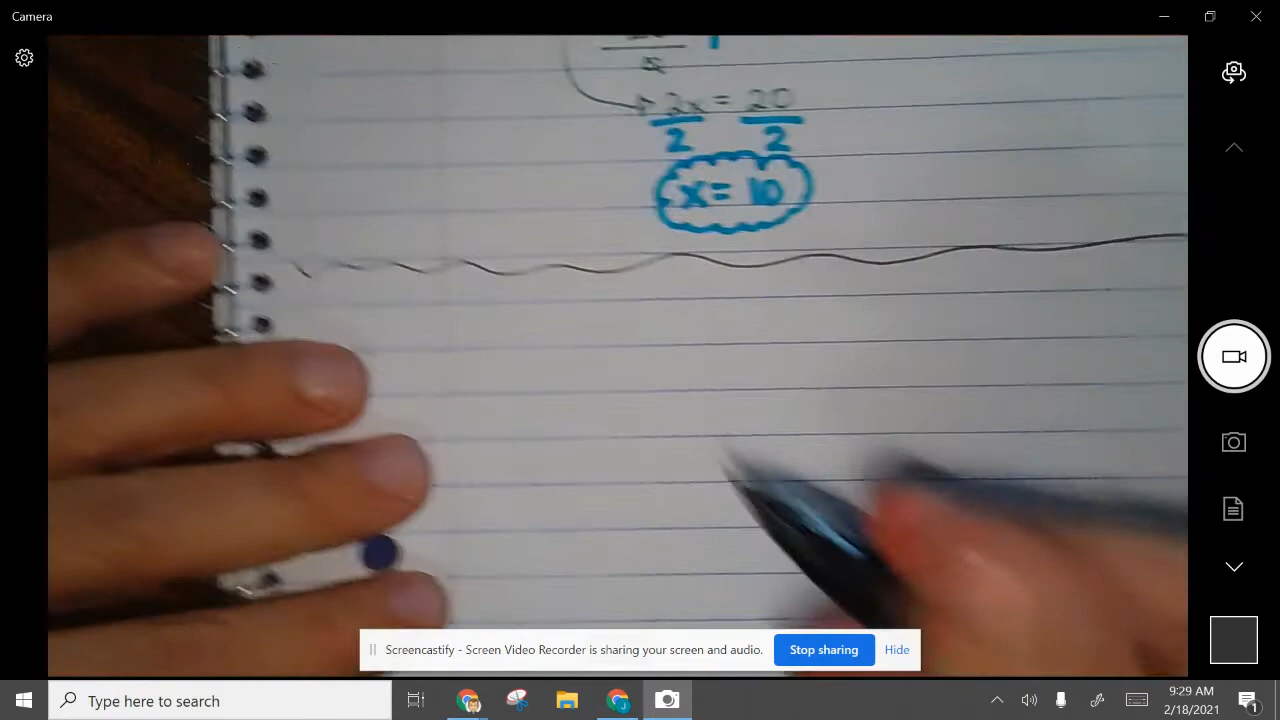 Camera
2x = 20
2 2
x = 10
Screencastify - Screen Video Recorder is sharing your screen and audio.
Stop sharing
Hide
Type here to search
9:29 AM
2/18/2021
1